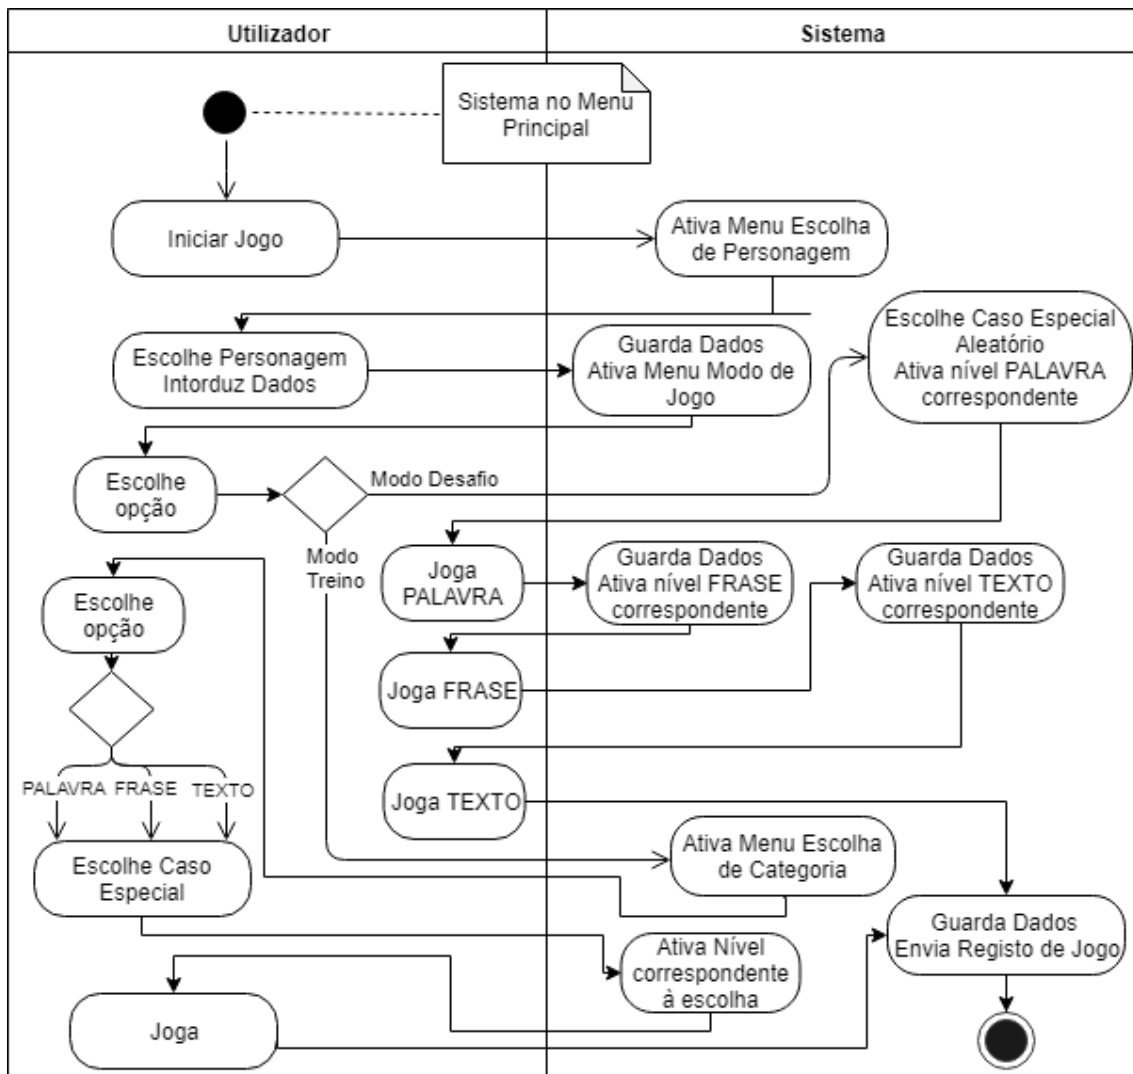 Utilizador
Sistema
Sistema no Menu
Principal
Iniciar Jogo
Ativa Menu Escolha
de Personagem
Escolhe Personagem
Intorduz Dados
Guarda Dados
Ativa Menu Modo de
Jogo
Escolhe Caso Especial
Aleatório
Ativa nível PALAVRA
correspondente
Escolhe
opção
Modo Desafio
Modo
Treino
Joga
PALAVRA
Guarda Dados
Ativa nível FRASE
correspondente
Guarda Dados
Ativa nível TEXTO
correspondente
Escolhe
opção
Joga FRASE
PALAVRA
FRASE
TEXTO
Joga TEXTO
Escolhe Caso
Especial
Ativa Menu Escolha
de Categoria
Guarda Dados
Envia Registo de Jogo
Ativa Nível
correspondente
à escolha
Joga